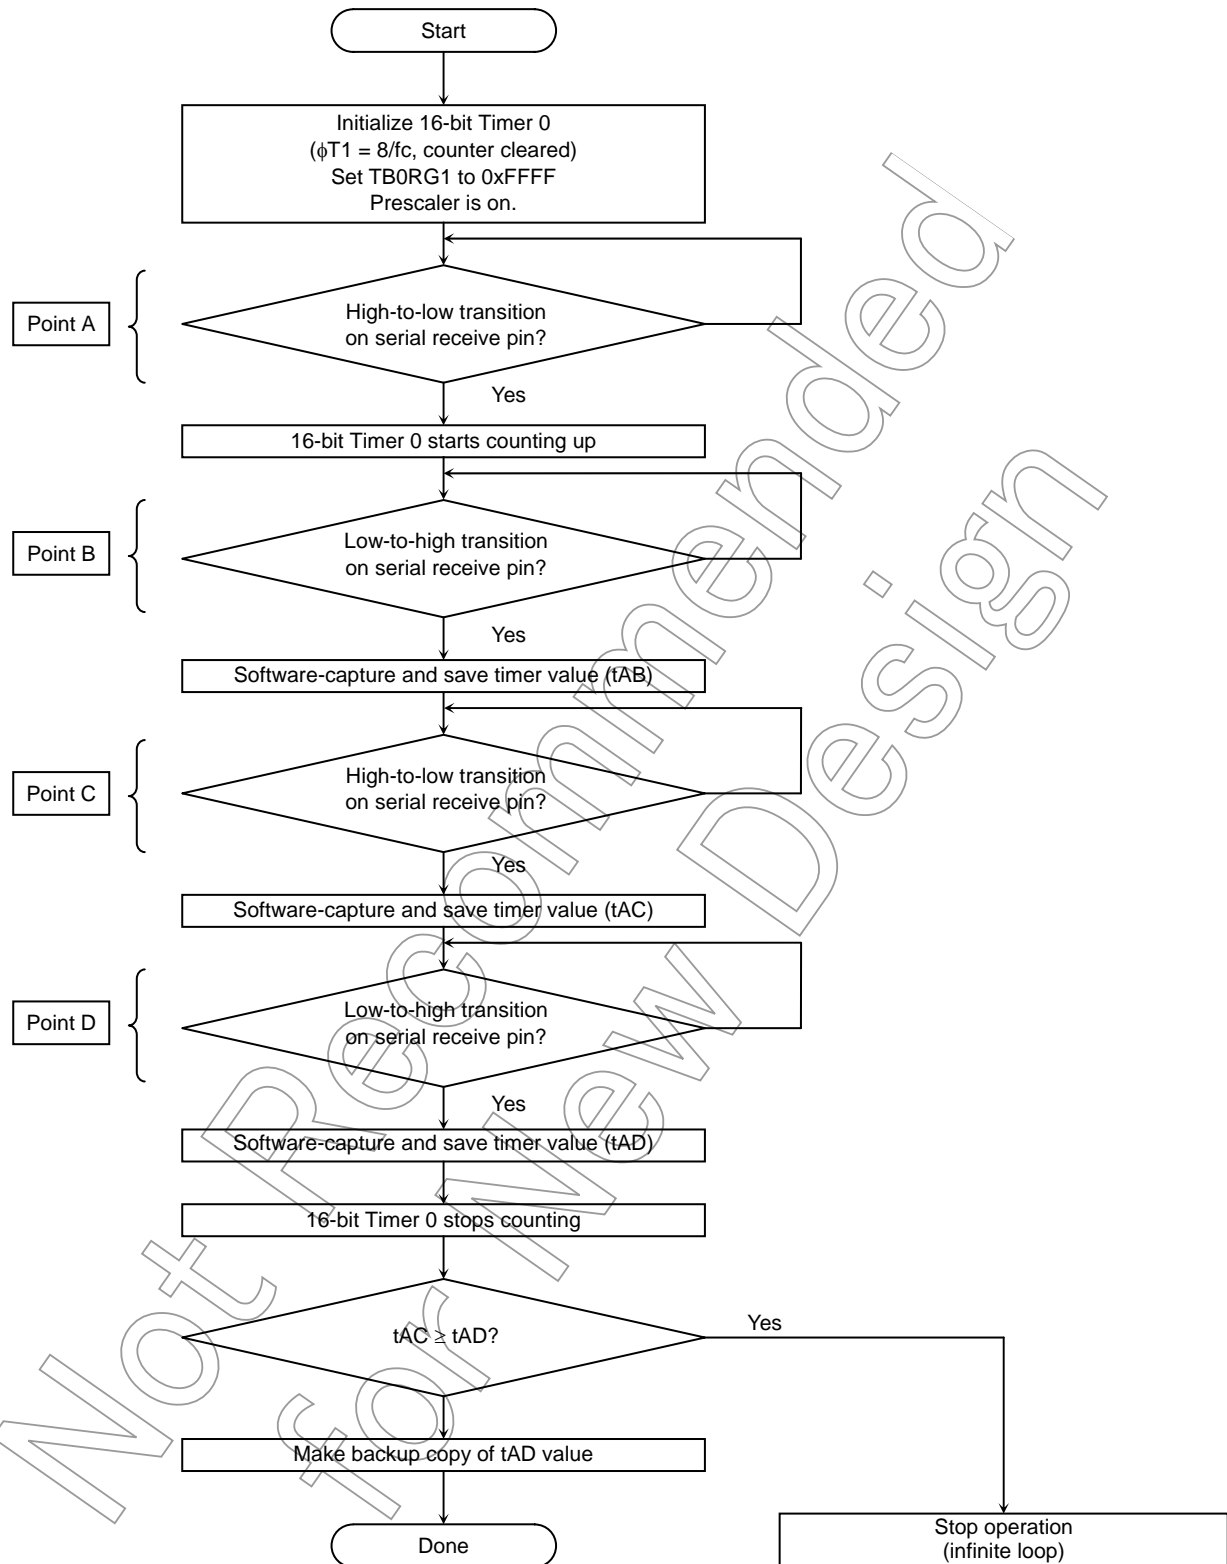 Start
Initialize 16-bit Timer 0
(ϕT1 = 8/fc, counter cleared)
Set TB0RG1 to 0xFFFF
Prescaler is on.
Point A
High-to-low transition
on serial receive pin?
Yes
16-bit Timer 0 starts counting up
Point B
Low-to-high transition
on serial receive pin?
Yes
Software-capture and save timer value (tAB)
Point C
High-to-low transition
on serial receive pin?
Yes
Software-capture and save timer value (tAC)
Point D
Low-to-high transition
on serial receive pin?
Yes
Software-capture and save timer value (tAD)
16-bit Timer 0 stops counting
tAC ≥ tAD?
Yes
Make backup copy of tAD value
Done
Stop operation
(infinite loop)
Not Recommended
for New Design